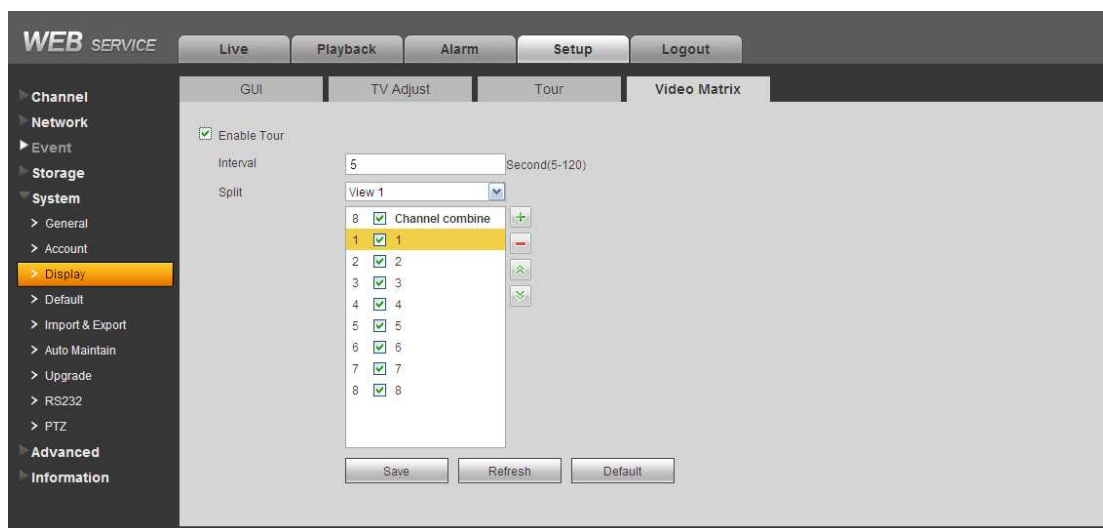 WEB SERVICE
Live Playback Alarm Setup Logout
GUI TV Adjust Tour Video Matrix
Channel
Network
Event
Storage
System
General
Account
Display
Default
Import & Export
Auto Maintain
Upgrade
RS232
PTZ
Advanced
Information
Enable Tour
Interval 5 Second(5-120)
Split View 1
8 Channel combine
1 1
2 2
3 3
4 4
5 5
6 6
7 7
8 8
Save Refresh Default